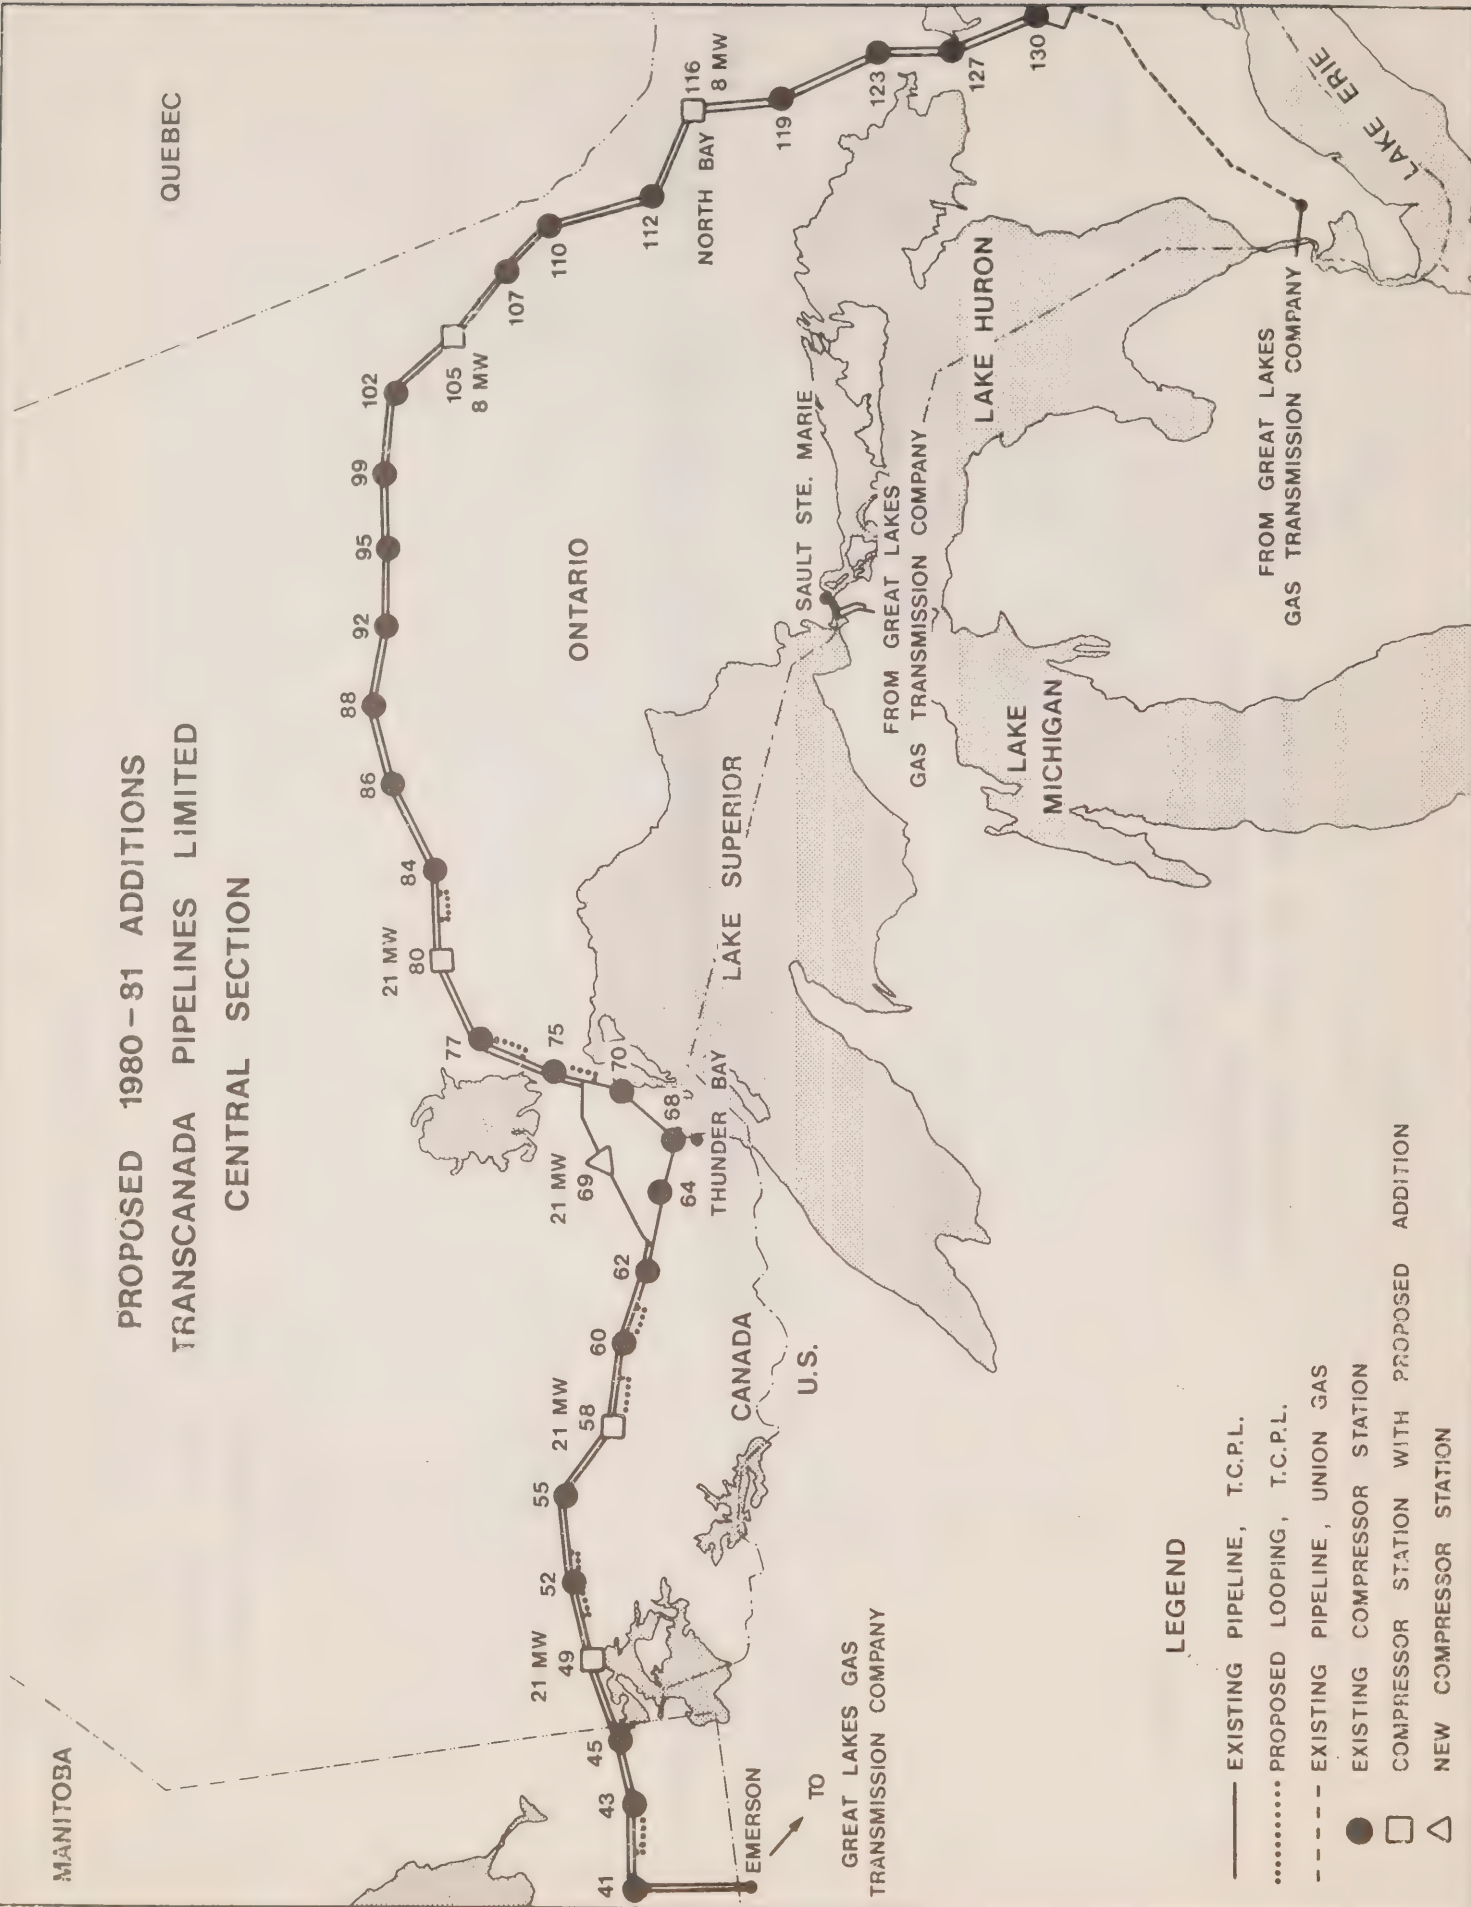 PROPOSED 1980-81 ADDITIONS
TRANSCANADA PIPELINES LIMITED
CENTRAL SECTION
MANITOBA
QUEBEC
ONTARIO
41
43
45
21 MW
49
52
55
21 MW
58
60
62
64
21 MW
69
68
70
75
77
21 MW
80
84
86
88
92
95
99
102
105
8 MW
107
110
112
NORTH BAY
116
8 MW
119
123
127
130
EMERSON
TO
GREAT LAKES GAS
TRANSMISSION COMPANY
CANADA
U.S.
THUNDER BAY
LAKE SUPERIOR
SAULT STE. MARIE
FROM GREAT LAKES
GAS TRANSMISSION COMPANY
LAKE
MICHIGAN
LAKE HURON
FROM GREAT LAKES
GAS TRANSMISSION COMPANY
LAKE ERIE
LEGEND
EXISTING PIPELINE, T.C.P.L.
PROPOSED LOOPING, T.C.P.L.
EXISTING PIPELINE, UNION GAS
EXISTING COMPRESSOR STATION
COMPRESSOR STATION WITH PROPOSED ADDITION
NEW COMPRESSOR STATION